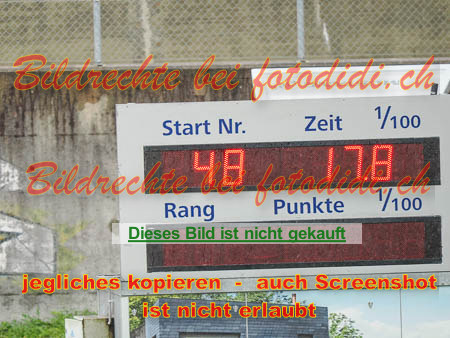 Bildrechte bei fotodidi.ch
Start Nr. Zeit 1/100
48 17.8
Bildrechte bei fotodidi.ch
Rang Punkte 1/100
Dieses Bild ist nicht gekauft
jegliches kopieren - auch Screenshot
ist nicht erlaubt